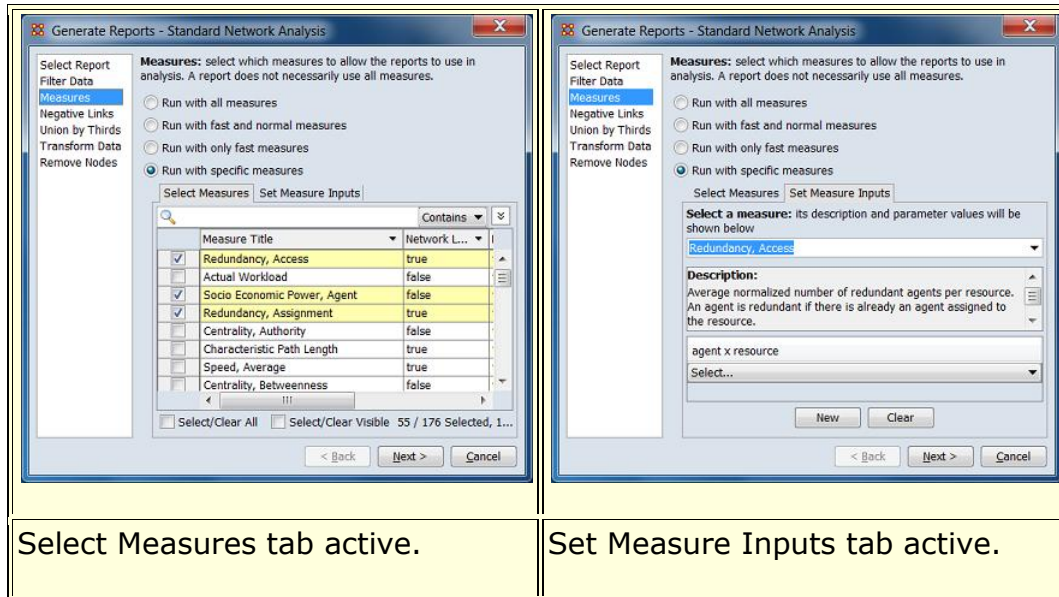 Generate Reports - Standard Network Analysis
Select Report
Filter Data
Measures
Negative Links
Union by Thirds
Transform Data
Remove Nodes
Measures: select which measures to allow the reports to use in
analysis. A report does not necessarily use all measures.
Run with all measures
Run with fast and normal measures
Run with only fast measures
Run with specific measures
Select Measures Set Measure Inputs
Contains
Measure Title Network L...
Redundancy, Access true
Actual Workload false
Socio Economic Power, Agent false
Redundancy, Assignment true
Centrality, Authority false
Characteristic Path Length true
Speed, Average true
Centrality, Betweenness false
Select/Clear All Select/Clear Visible 55 / 176 Selected, 1...
< Back Next > Cancel
Select Measures tab active.
Generate Reports - Standard Network Analysis
Select Report
Filter Data
Measures
Negative Links
Union by Thirds
Transform Data
Remove Nodes
Measures: select which measures to allow the reports to use in
analysis. A report does not necessarily use all measures.
Run with all measures
Run with fast and normal measures
Run with only fast measures
Run with specific measures
Select Measures Set Measure Inputs
Select a measure: its description and parameter values will be
shown below
Redundancy, Access
Description:
Average normalized number of redundant agents per resource.
An agent is redundant if there is already an agent assigned to
the resource.
agent x resource
Select...
New Clear
< Back Next > Cancel
Set Measure Inputs tab active.